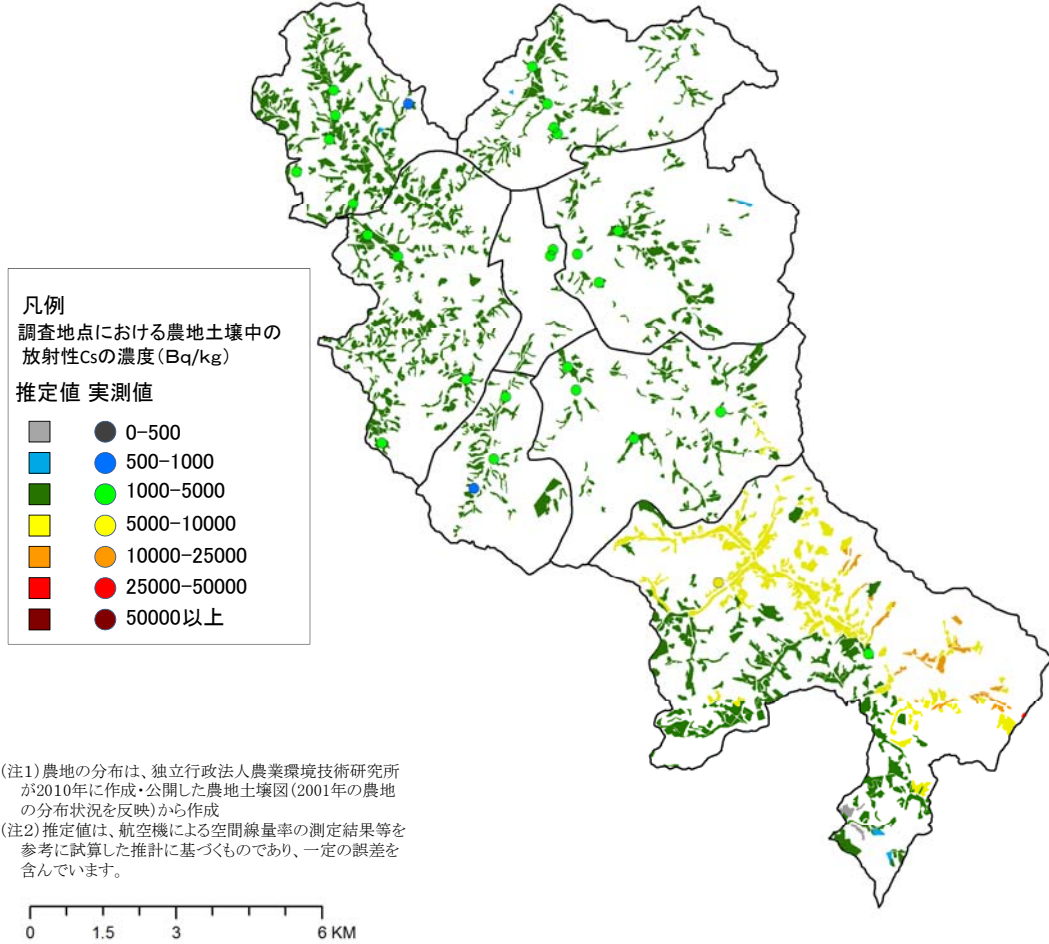 凡例
調査地点における農地土壌中の
放射性Csの濃度(Bq/kg)
推定値 実測値
0-500
500-1000
1000-5000
5000-10000
10000-25000
25000-50000
50000以上
(注1)農地の分布は、独立行政法人農業環境技術研究所
が2010年に作成・公開した農地土壌図(2001年の農地
の分布状況を反映)から作成
(注2)推定値は、航空機による空間線量率の測定結果等を
参考に試算した推計に基づくものであり、一定の誤差を
含んでいます。
0 1.5 3 6 KM